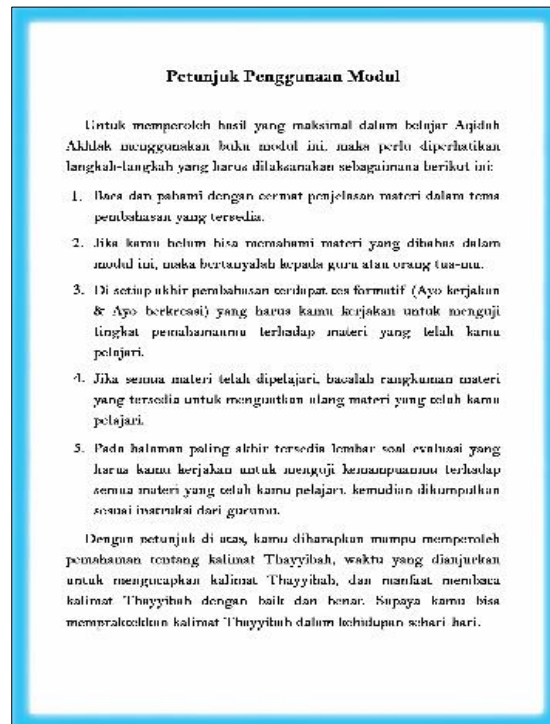 Petunjuk Penggunaan Modul
Untuk memperoleh hasil yang maksimal dalam belajar Aqidah
Akhlak menggunakan buku modul ini, maka perlu diperhatikan
langkah-langkah yang harus dilaksanakan sebagaimana berikut ini:
1. Baca dan pahami dengan cermat penjelasan materi dalam tema
pembahasan yang tersedia.
2. Jika kamu belum bisa memahami materi yang dibahas dalam
modul ini, maka bertanyalah kepada guru atau orang tua-mu.
3. Di setiap akhir pembahasan terdapat tes formatif (Ayo kerjakan
& Ayo berkreasi) yang harus kamu kerjakan untuk menguji
tingkat pemahamanmu terhadap materi yang telah kamu
pelajari.
4. Jika semua materi telah dipelajari, bacalah rangkuman materi
yang tersedia untuk menguatkan ulang materi yang telah kamu
pelajari.
5. Pada halaman paling akhir tersedia lembar soal evaluasi yang
harus kamu kerjakan untuk menguji kemampuanmu terhadap
semua materi yang telah kamu pelajari, kemudian dikumpulkan
sesuai instruksi dari gurumu.
Dengan petunjuk di atas, kamu diharapkan mampu memperoleh
pemahaman tentang kalimat Thayyibah, waktu yang dianjurkan
untuk mengucapkan kalimat Thayyibah, dan manfaat membaca
kalimat Thayyibah dengan baik dan benar. Supaya kamu bisa
mempraktekkan kalimat Thayyibah dalam kehidupan sehari-hari.